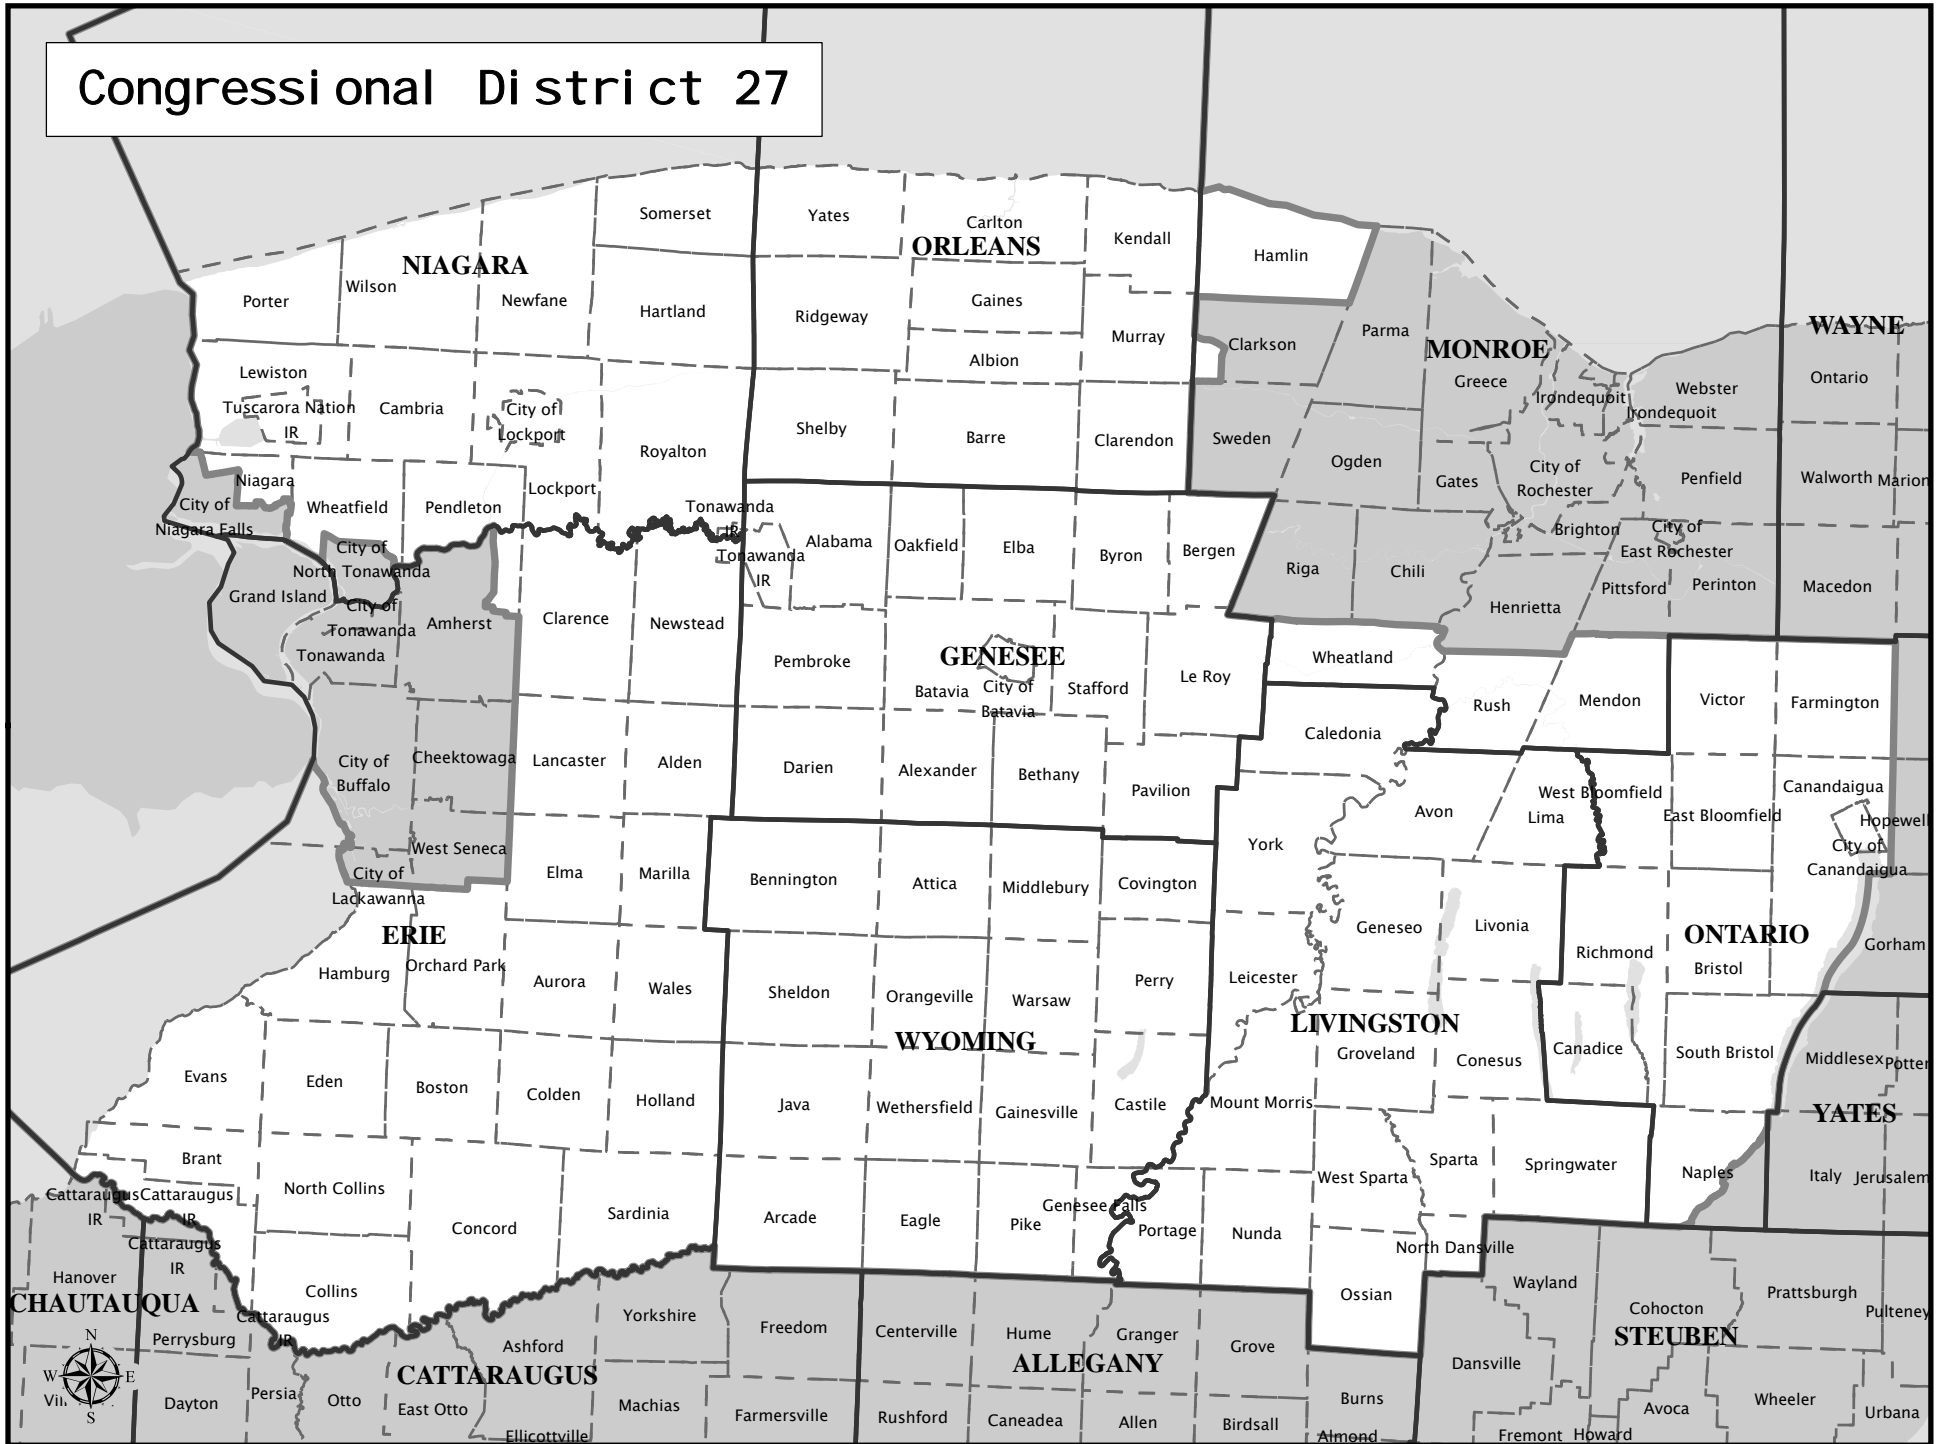 Congressional District 27
Somerset
Yates
Carlton
ORLEANS
Kendall
Hamlin
NIAGARA
Wilson
Porter
Newfane
Hartland
Ridgeway
Gaines
Murray
Albion
Clarkson
Parma
MONROE
WAYNE
Greece
Irondequoit
Irondequoit
Webster
Ontario
Lewiston
Tuscarora Nation
IR
Cambria
City of
Lockport
Royalton
Shelby
Barre
Clarendon
Sweden
Ogden
Gates
City of
Rochester
Penfield
Walworth
Marion
Niagara
City of
Niagara Falls
Wheatfield
Pendleton
Lockport
Tonawanda
IR
Tonawanda
IR
Alabama
Oakfield
Elba
Byron
Bergen
Riga
Chili
Brighton
City of
East Rochester
Henrietta
Pittsford
Perinton
Macedon
City of
North Tonawanda
Grand Island
City of
Tonawanda
Tonawanda
Amherst
Clarence
Newstead
Pembroke
GENESEE
Batavia
City of
Batavia
Stafford
Le Roy
Wheatland
Rush
Mendon
Victor
Farmington
Caledonia
City of
Buffalo
Cheektowaga
Lancaster
Alden
Darien
Alexander
Bethany
Pavilion
Avon
West Bloomfield
Lima
East Bloomfield
Canandaigua
Hopewell
City of
Canandaigua
York
West Seneca
City of
Lackawanna
Elma
Marilla
Bennington
Attica
Middlebury
Covington
Geneseo
Livonia
Richmond
ONTARIO
Bristol
Gorham
ERIE
Hamburg
Orchard Park
Aurora
Wales
Sheldon
Orangeville
Warsaw
Perry
Leicester
WYOMING
LIVINGSTON
Groveland
Conesus
Canadice
South Bristol
Middlesex
Potter
Evans
Eden
Boston
Colden
Holland
Java
Wethersfield
Gainesville
Castile
Mount Morris
YATES
Brant
North Collins
Concord
Sardinia
Arcade
Eagle
Pike
Genesee Falls
Portage
Nunda
West Sparta
Sparta
Springwater
Naples
Italy
Jerusalem
Cattaraugus
IR
Cattaraugus
IR
Cattaraugus
IR
Collins
Cattaraugus
IR
Hanover
CHAUTAUQUA
Perrysburg
North Dansville
Ossian
Wayland
Cohocton
STEUBEN
Prattsburgh
Pulteney
Yorkshire
Freedom
Centerville
Hume
Granger
Grove
ALLEGANY
Ashford
CATTARAUGUS
Dansville
N
W
E
S
Dayton
Persia
Otto
East Otto
Ellicottville
Machias
Farmersville
Rushford
Caneadea
Allen
Birdsall
Burns
Almond
Fremont
Howard
Avoca
Wheeler
Urbana